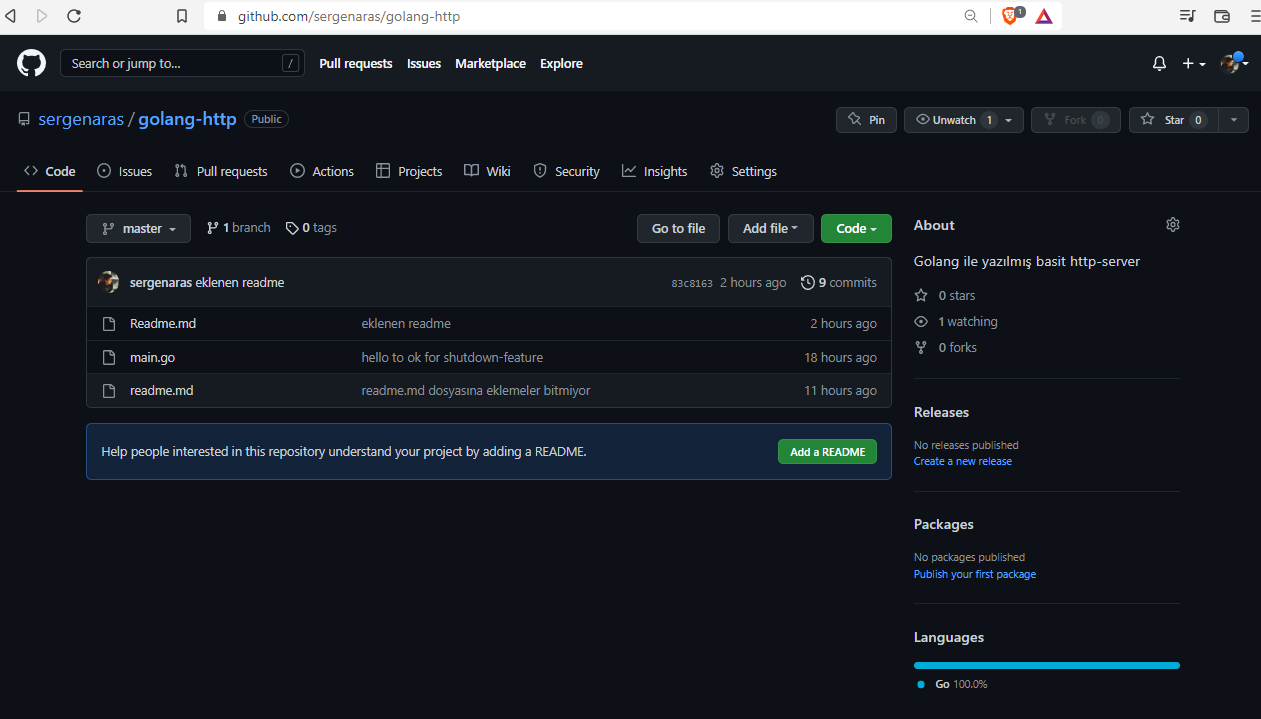 github.com/sergenaras/golang-http
1
Search or jump to... /
Pull requests Issues Marketplace Explore
sergenaras / golang-http Public
Pin Unwatch 1 Fork 0 Star 0
Code Issues Pull requests Actions Projects Wiki Security Insights Settings
master 1 branch 0 tags Go to file Add file Code
sergenaras eklenen readme 83c8163 2 hours ago 9 commits
Readme.md eklenen readme 2 hours ago
main.go hello to ok for shutdown-feature 18 hours ago
readme.md readme.md dosyasına eklemeler bitmiyor 11 hours ago
Help people interested in this repository understand your project by adding a README. Add a README
About
Golang ile yazılmış basit http-server
0 stars
1 watching
0 forks
Releases
No releases published
Create a new release
Packages
No packages published
Publish your first package
Languages
Go 100.0%